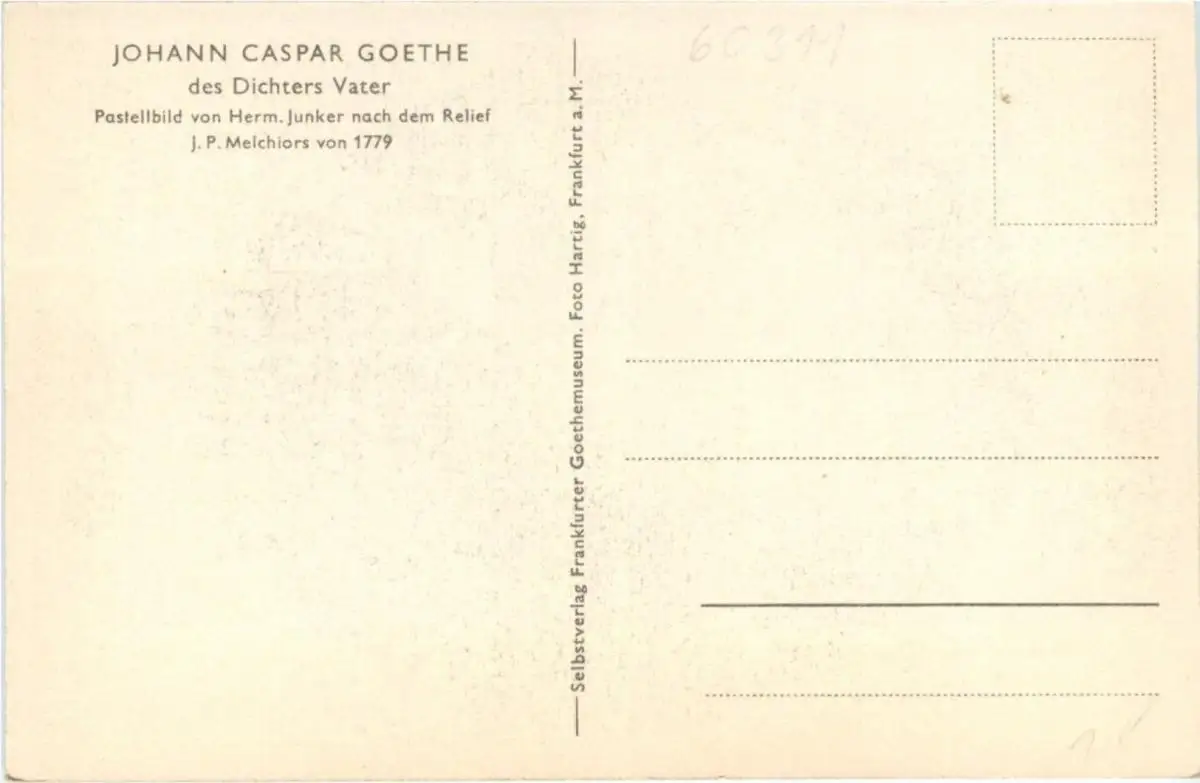 JOHANN CASPAR GOETHE
des Dichters Vater
Pastellbild von Herm. Junker nach dem Relief
J. P. Melchiors von 1779
Selbstverlag Frankfurter Goethemuseum. Foto Hartig, Frankfurt a. M.